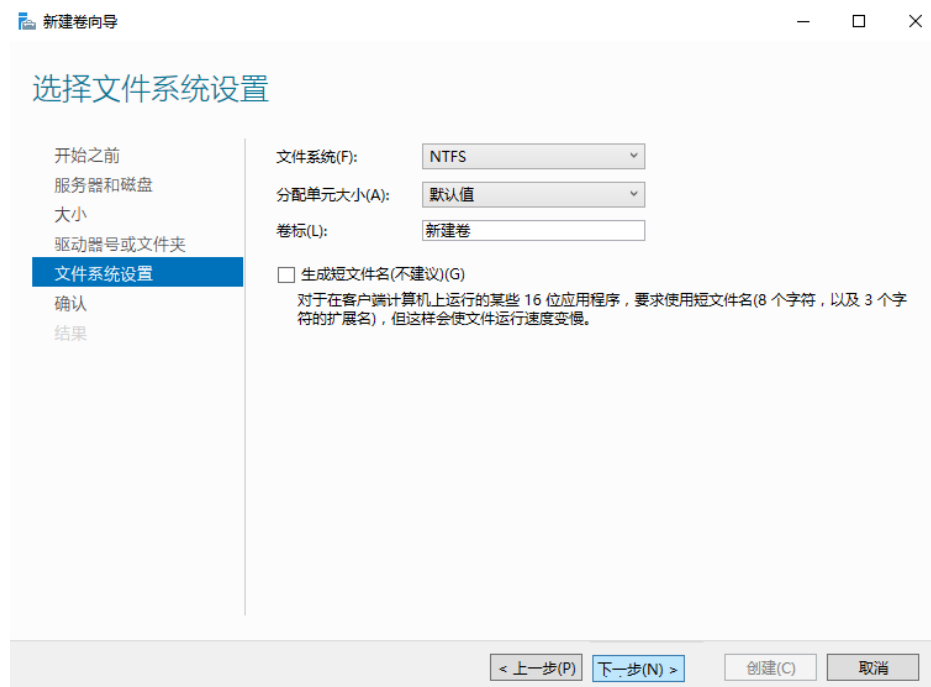 新建卷向导
选择文件系统设置
开始之前
服务器和磁盘
大小
驱动器号或文件夹
文件系统设置
确认
结果
文件系统(F):
NTFS
分配单元大小(A):
默认值
卷标(L):
新建卷
生成短文件名(不建议)(G)
对于在客户端计算机上运行的某些 16 位应用程序，要求使用短文件名(8 个字符，以及 3 个字
符的扩展名)，但这样会使文件运行速度变慢。
< 上一步(P)
下一步(N) >
创建(C)
取消